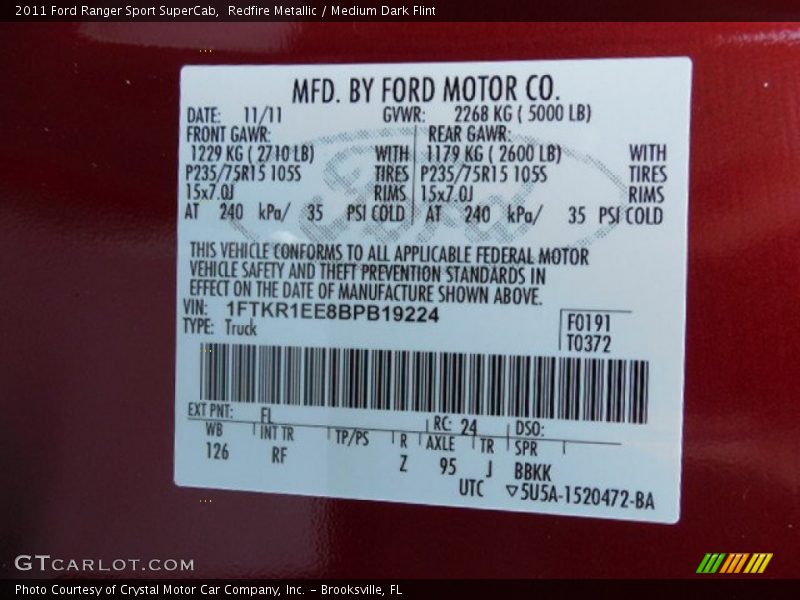 2011 Ford Ranger Sport SuperCab, Redfire Metallic / Medium Dark Flint
MFD. BY FORD MOTOR CO.
DATE: 11/11 GVWR: 2268 KG ( 5000 LB)
FRONT GAWR: REAR GAWR:
1229 KG ( 2710 LB) WITH 1179 KG ( 2600 LB) WITH
P235/75R15 105S TIRES P235/75R15 105S TIRES
15x7.0J RIMS 15x7.0J RIMS
AT 240 kPa/ 35 PSI COLD AT 240 kPa/ 35 PSI COLD
Ford
THIS VEHICLE CONFORMS TO ALL APPLICABLE FEDERAL MOTOR
VEHICLE SAFETY AND THEFT PREVENTION STANDARDS IN
EFFECT ON THE DATE OF MANUFACTURE SHOWN ABOVE.
VIN: 1FTKR1EE8BPB19224
TYPE: Truck
F0191
T0372
EXT PNT: FL RC: 24 DSO:
WB INT TR TP/PS R AXLE TR SPR
126 RF Z 95 J BBKK
UTC ▽5U5A-1520472-BA
GTCARLOT.COM
Photo Courtesy of Crystal Motor Car Company, Inc. - Brooksville, FL